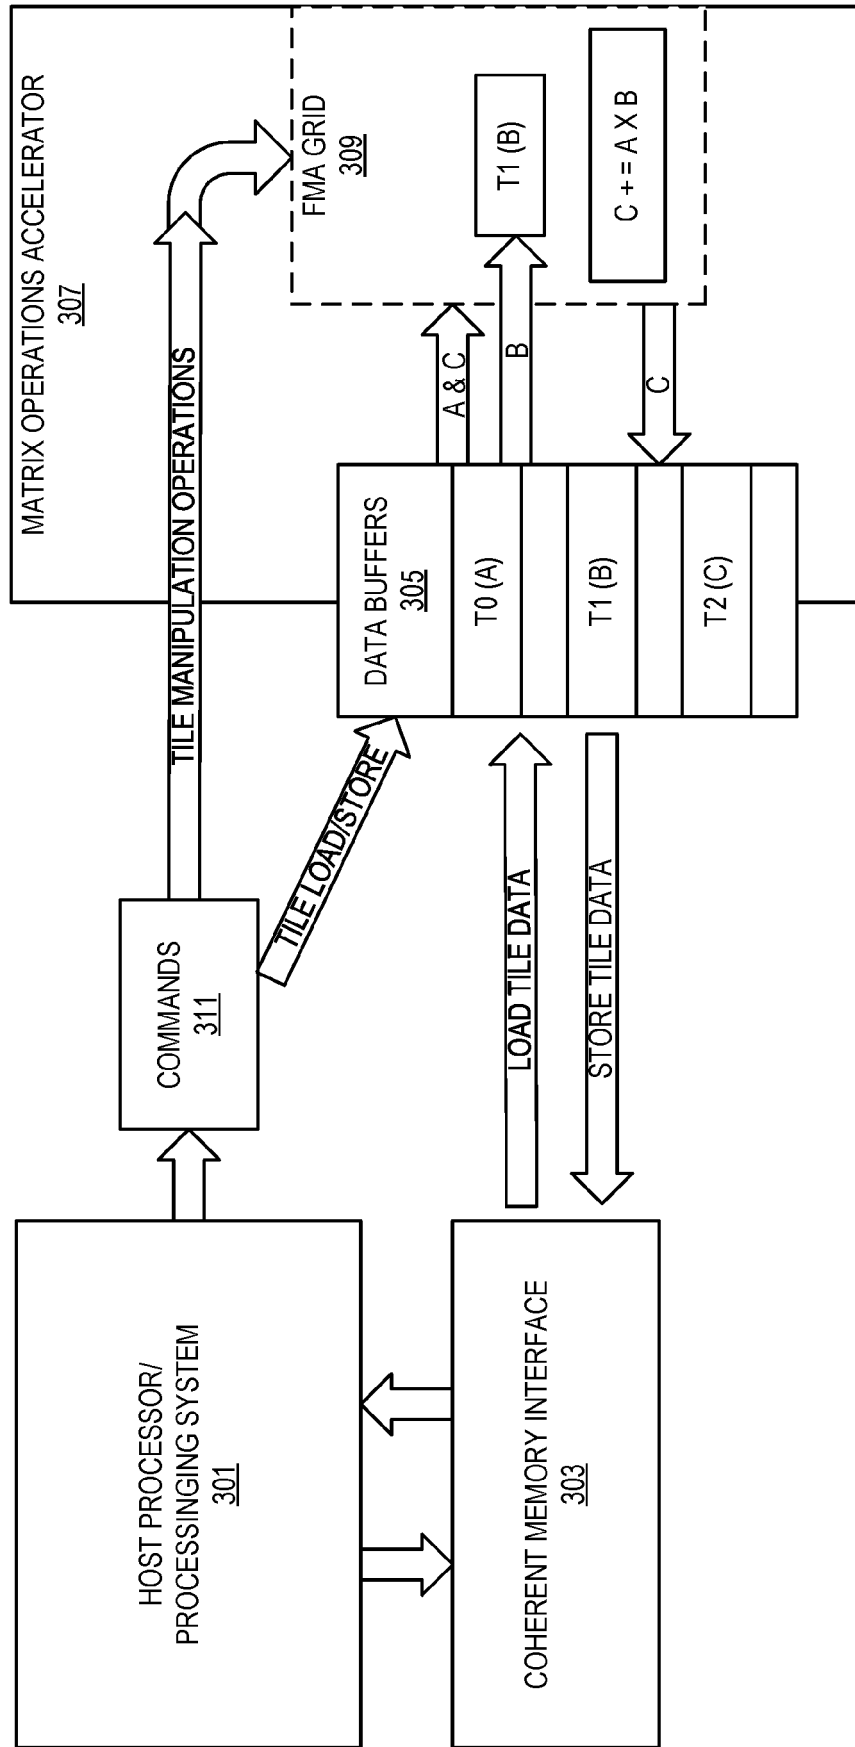 MATRIX OPERATIONS ACCELERATOR
307
HOST PROCESSOR/
PROCESSINGING SYSTEM
301
COMMANDS
311
TILE MANIPULATION OPERATIONS
FMA GRID
309
TILE LOAD/STORE
COHERENT MEMORY INTERFACE
303
LOAD TILE DATA
STORE TILE DATA
DATA BUFFERS
305
T0 (A)
T1 (B)
T2 (C)
A & C
B
C
T1 (B)
C + = A X B